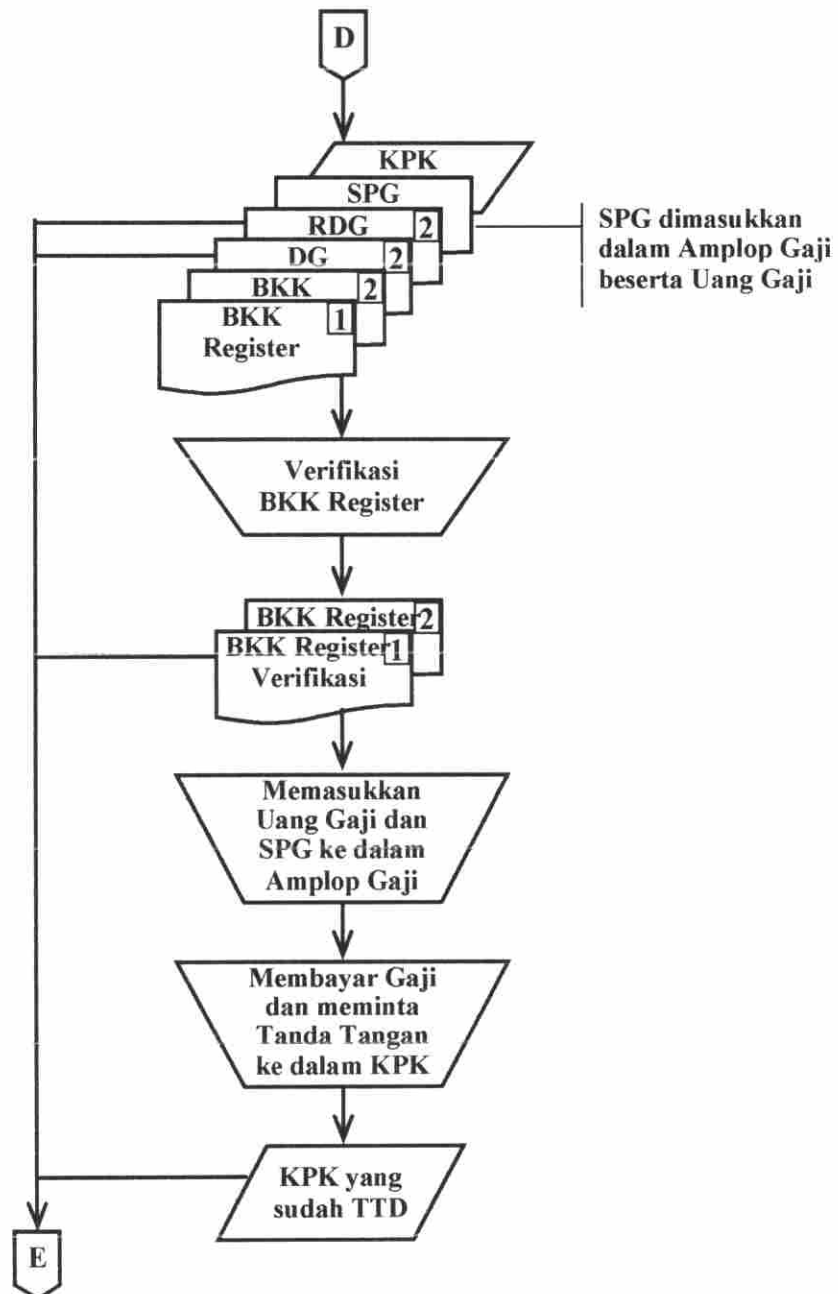 D
KPK
SPG
RDG 2
DG 2
BKK 2
BKK 1
Register
SPG dimasukkan
dalam Amplop Gaji
beserta Uang Gaji
Verifikasi
BKK Register
BKK Register 2
BKK Register 1
Verifikasi
Memasukkan
Uang Gaji dan
SPG ke dalam
Amplop Gaji
Membayar Gaji
dan meminta
Tanda Tangan
ke dalam KPK
KPK yang
sudah TTD
E